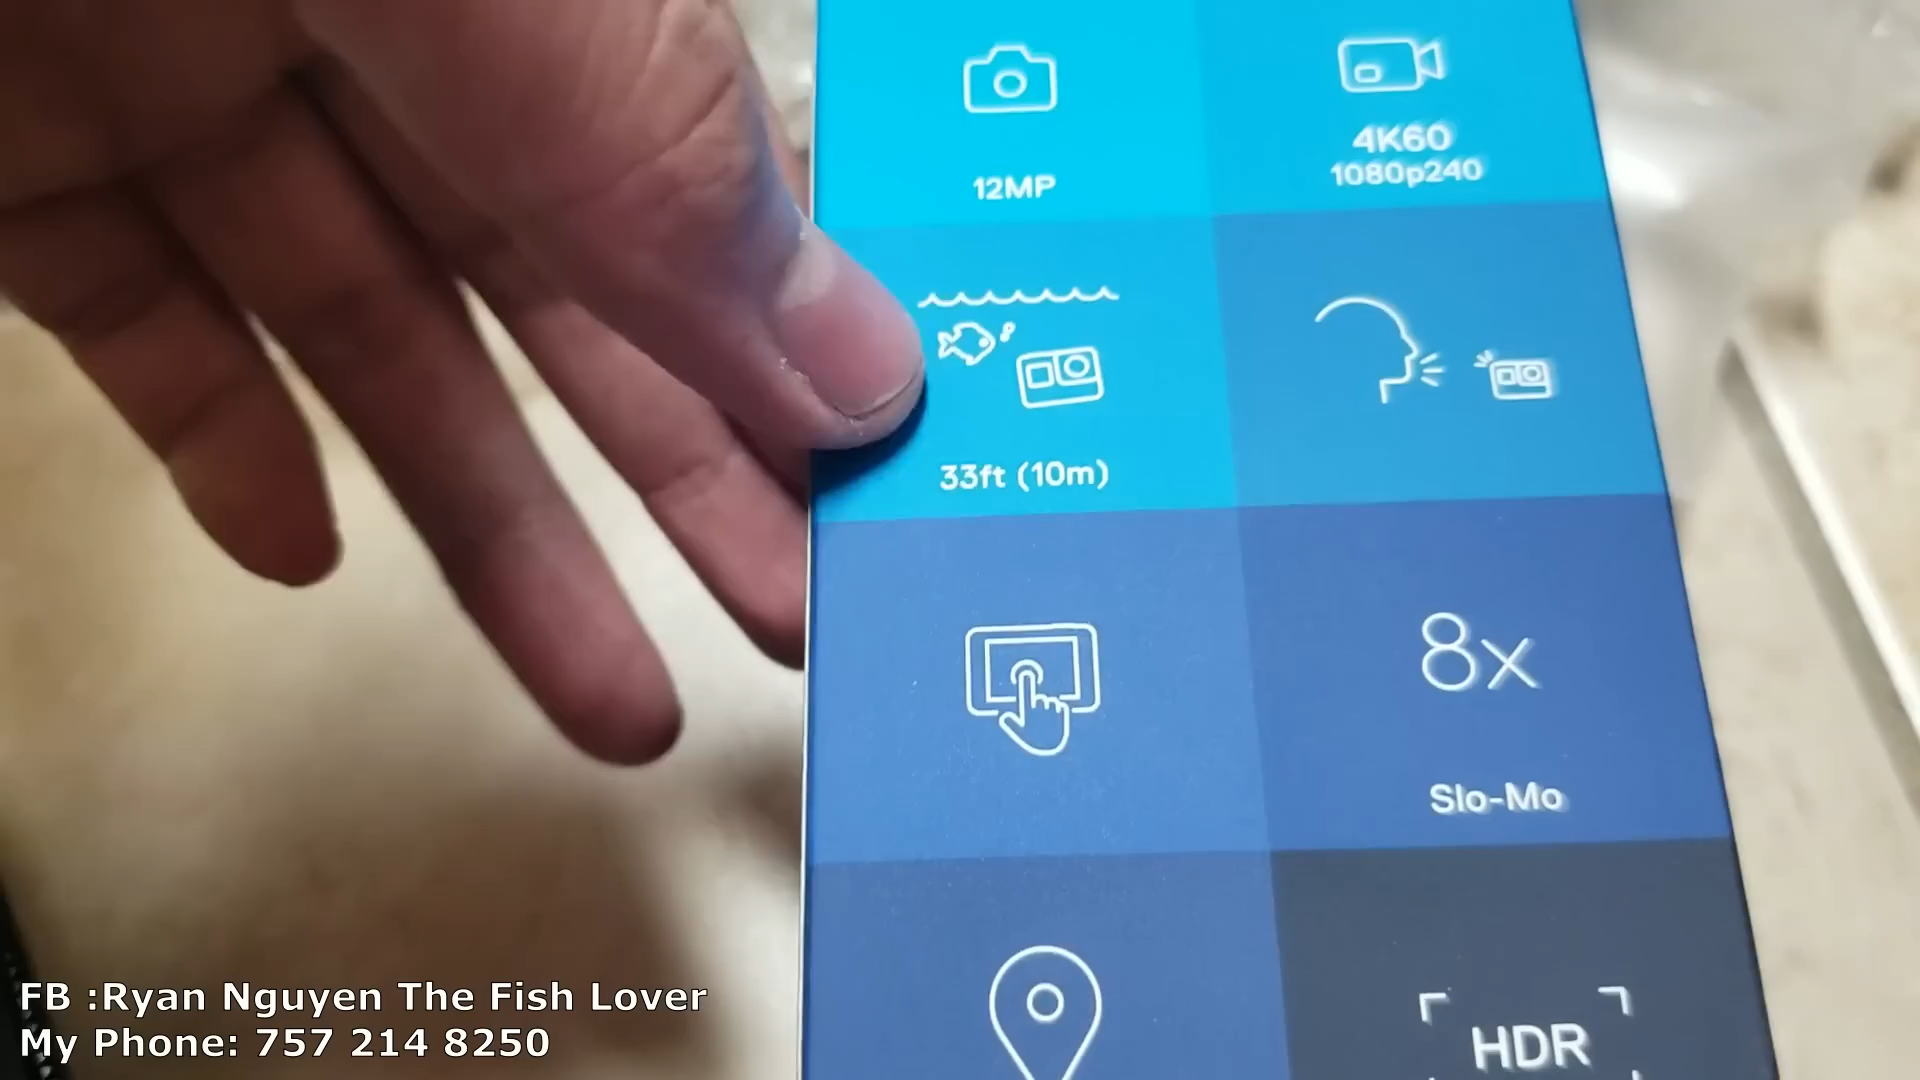 12MP
4K60
1080p240
33ft (10m)
8x
Slo-Mo
HDR
FB :Ryan Nguyen The Fish Lover
My Phone: 757 214 8250